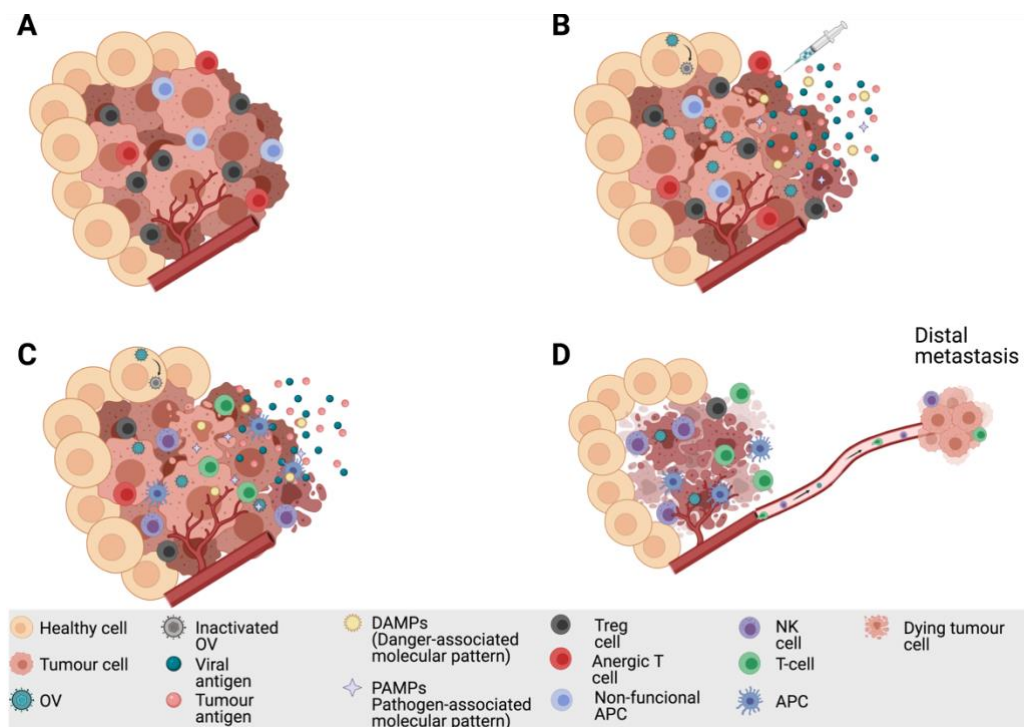 A
B
C
D
Distal
metastasis
Healthy cell
Tumour cell
OV
Inactivated
OV
Viral
antigen
Tumour
antigen
DAMPs
(Danger-associated
molecular pattern)
PAMPs
Pathogen-associated
molecular pattern)
Treg
cell
Anergic T
cell
Non-funcional
APC
NK
cell
T-cell
APC
Dying tumour
cell